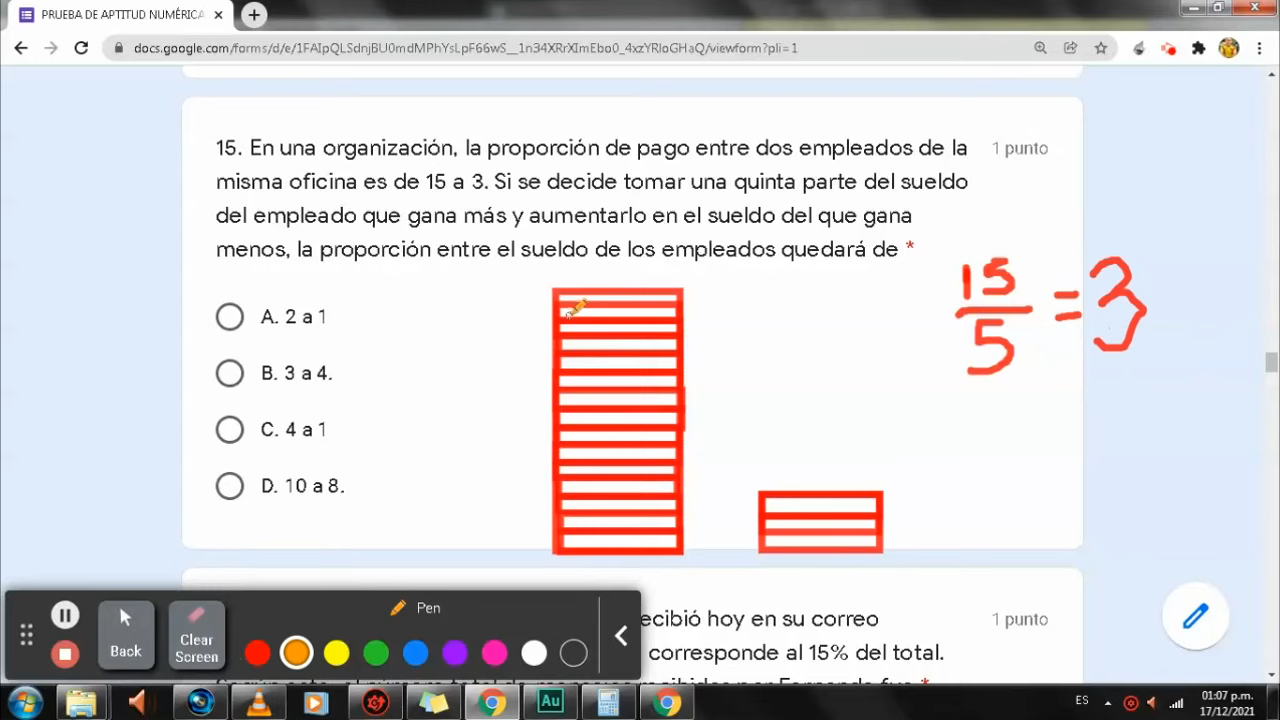 PRUEBA DE APTITUD NUMÉRICA
docs.google.com/forms/d/e/1FAIpQLSdnjBU0mdMPhYsLpF66wS__1n34XRrXImEbo0_4xzYRloGHaQ/viewform?pli=1
15. En una organización, la proporción de pago entre dos empleados de la
1 punto
misma oficina es de 15 a 3. Si se decide tomar una quinta parte del sueldo
del empleado que gana más y aumentarlo en el sueldo del que gana
menos, la proporción entre el sueldo de los empleados quedará de *
15
5
= 3
A. 2 a 1
B. 3 a 4.
C. 4 a 1
D. 10 a 8.
Pen
Back
Clear
Screen
ecibió hoy en su correo
1 punto
corresponde al 15% del total.
Au
ES
01:07 p.m.
17/12/2021